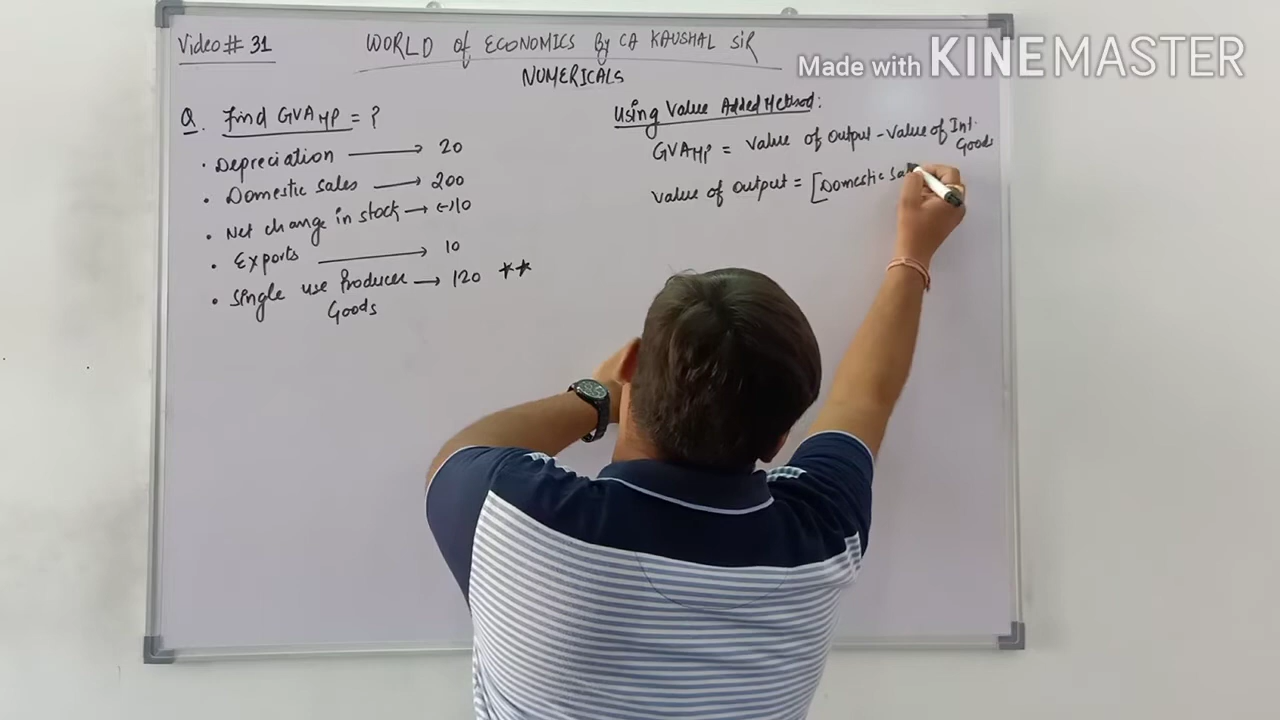 Video# 31
WORLD of ECONOMICS By CA KAUSHAL SIR
NUMERICALS
Made with KINEMASTER
Q. Find GVAMP = ?
• Depreciation → 20
• Domestic Sales → 200
• Net change in stock → (-)10
• Exports → 10
• Single use Producer → 120 **
Goods
Using Value Added Method:
GVAMP = Value of Output - Value of Int.
Goods
Value of Output = [Domestic Sa